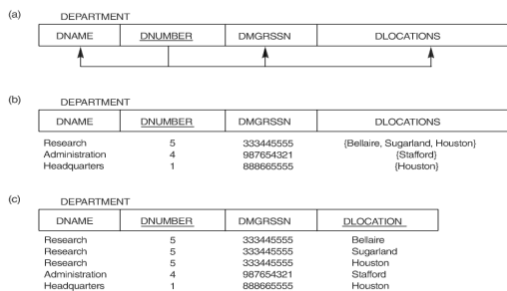 (a)
DEPARTMENT
DNAME DNUMBER DMGRSSN DLOCATIONS
(b)
DEPARTMENT
DNAME DNUMBER DMGRSSN DLOCATIONS
Research 5 333445555 {Bellaire, Sugarland, Houston}
Administration 4 987654321 {Stafford}
Headquarters 1 888665555 {Houston}
(c)
DEPARTMENT
DNAME DNUMBER DMGRSSN DLOCATION
Research 5 333445555 Bellaire
Research 5 333445555 Sugarland
Research 5 333445555 Houston
Administration 4 987654321 Stafford
Headquarters 1 888665555 Houston